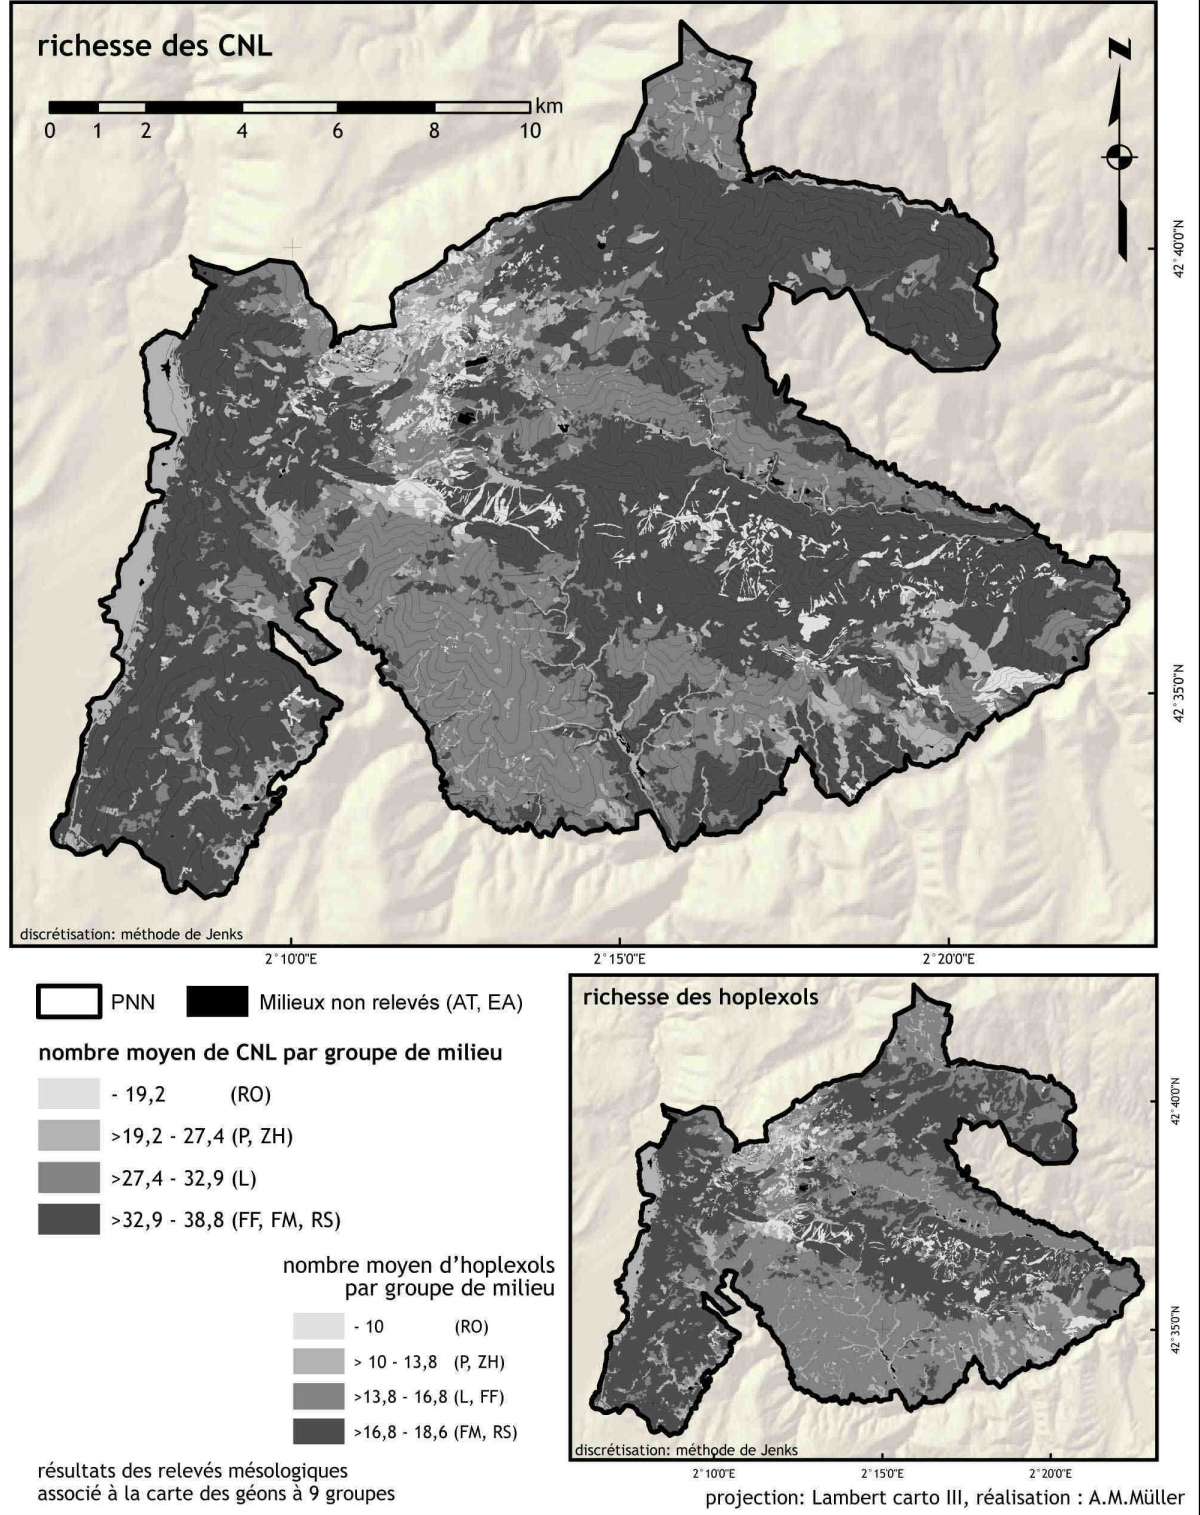 richesse des CNL
km
0 1 2 4 6 8 10
N
42°40'0"N
42°35'0"N
discrétisation: méthode de Jenks
2°10'0"E 2°15'0"E 2°20'0"E
PNN
Milieux non relevés (AT, EA)
nombre moyen de CNL par groupe de milieu
- 19,2 (RO)
>19,2 - 27,4 (P, ZH)
>27,4 - 32,9 (L)
>32,9 - 38,8 (FF, FM, RS)
nombre moyen d'hoplexols
par groupe de milieu
- 10 (RO)
> 10 - 13,8 (P, ZH)
>13,8 - 16,8 (L, FF)
>16,8 - 18,6 (FM, RS)
résultats des relevés mésologiques
associé à la carte des géons à 9 groupes
richesse des hoplexols
42°40'0"N
42°35'0"N
discrétisation: méthode de Jenks
2°10'0"E 2°15'0"E 2°20'0"E
projection: Lambert carto III, réalisation : A.M.Müller